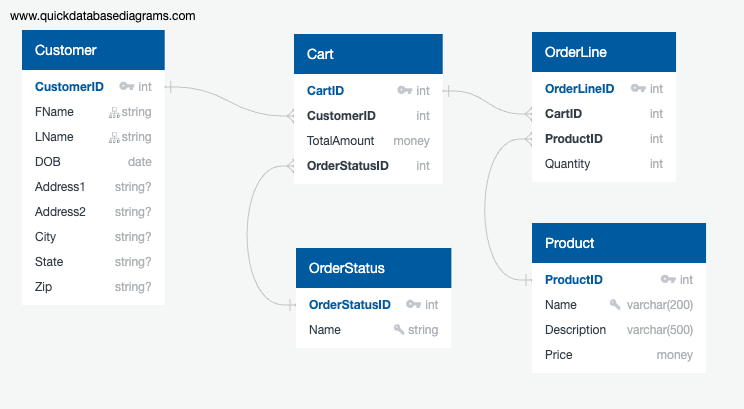 www.quickdatabasediagrams.com
Customer
CustomerID int
FName string
LName string
DOB date
Address1 string?
Address2 string?
City string?
State string?
Zip string?
Cart
CartID int
CustomerID int
TotalAmount money
OrderStatusID int
OrderLine
OrderLineID int
CartID int
ProductID int
Quantity int
OrderStatus
OrderStatusID int
Name string
Product
ProductID int
Name varchar(200)
Description varchar(500)
Price money